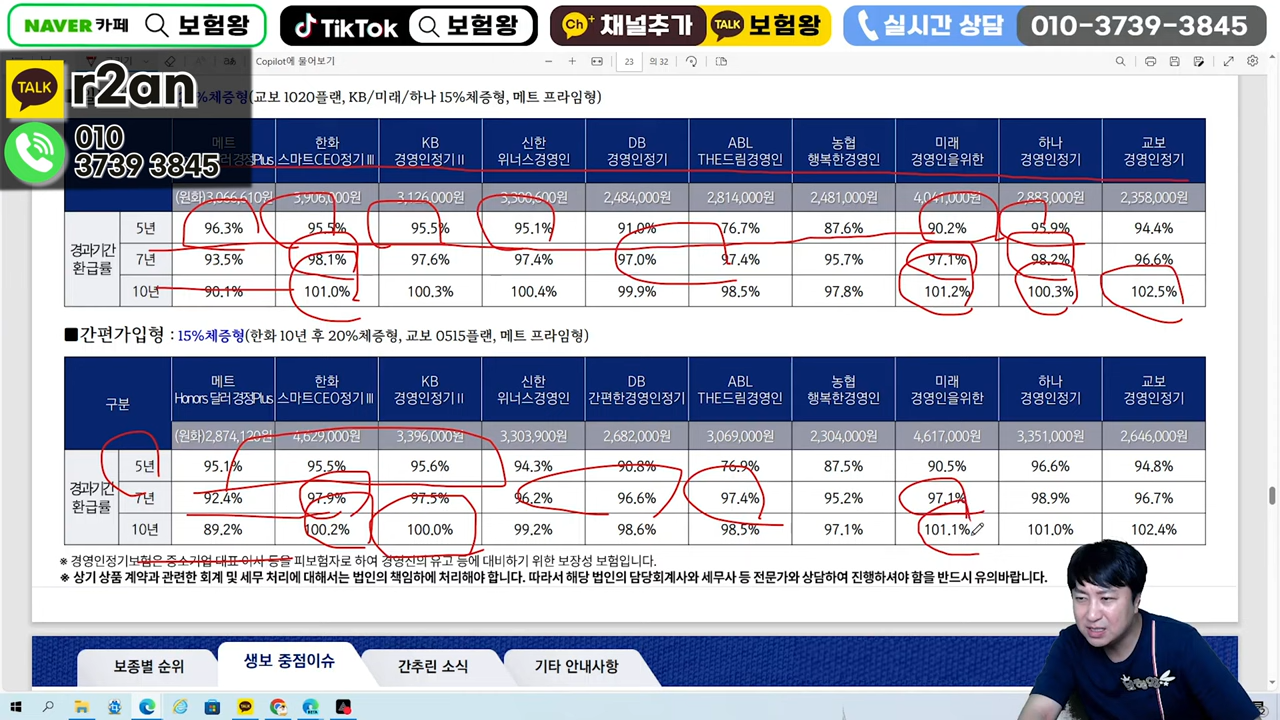 NAVER 카페 보험왕 TikTok 보험왕 Ch+ 채널추가 TALK 보험왕 실시간 상담 010-3739-3845
Copilot에 물어보기 23 의 32
TALK r2an
010
3739 3845
%체증형(교보 1020플랜, KB/미래/하나 15%체증형, 메트 프라임형)
메트 한화 KB 신한 DB ABL 농협 미래 하나 교보
달러경정Plus 스마트CEO정기Ⅲ 경영인정기Ⅱ 위너스경영인 경영인정기 THE드림경영인 행복한경영인 경영인을위한 경영인정기 경영인정기
(원화)3,066,610원 3,906,000원 3,126,000원 3,300,600원 2,484,000원 2,814,000원 2,481,000원 4,041,000원 2,883,000원 2,358,000원
경과기간 환급률
5년 96.3% 95.5% 95.5% 95.1% 91.0% 76.7% 87.6% 90.2% 95.9% 94.4%
7년 93.5% 98.1% 97.6% 97.4% 97.0% 97.4% 95.7% 97.1% 98.2% 96.6%
10년 90.1% 101.0% 100.3% 100.4% 99.9% 98.5% 97.8% 101.2% 100.3% 102.5%
■간편가입형 : 15%체증형(한화 10년 후 20%체증형, 교보 0515플랜, 메트 프라임형)
구분
메트 한화 KB 신한 DB ABL 농협 미래 하나 교보
Honors 달러경정Plus 스마트CEO정기Ⅲ 경영인정기Ⅱ 위너스경영인 간편한경영인정기 THE드림경영인 행복한경영인 경영인을위한 경영인정기 경영인정기
(원화)2,874,120원 4,629,000원 3,396,000원 3,303,900원 2,682,000원 3,069,000원 2,304,000원 4,617,000원 3,351,000원 2,646,000원
경과기간 환급률
5년 95.1% 95.5% 95.6% 94.3% 90.8% 76.9% 87.5% 90.5% 96.6% 94.8%
7년 92.4% 97.9% 97.5% 96.2% 96.6% 97.4% 95.2% 97.1% 98.9% 96.7%
10년 89.2% 100.2% 100.0% 99.2% 98.6% 98.5% 97.1% 101.1% 101.0% 102.4%
※ 경영인정기보험은 중소기업 대표 이사 등을 피보험자로 하여 경영진의 유고 등에 대비하기 위한 보장성 보험입니다.
※ 상기 상품 계약과 관련한 회계 및 세무 처리에 대해서는 법인의 책임하에 처리해야 합니다. 따라서 해당 법인의 담당회계사와 세무사 등 전문가와 상담하여 진행하셔야 함을 반드시 유의바랍니다.
보종별 순위 생보 중점이슈 간추린 소식 기타 안내사항